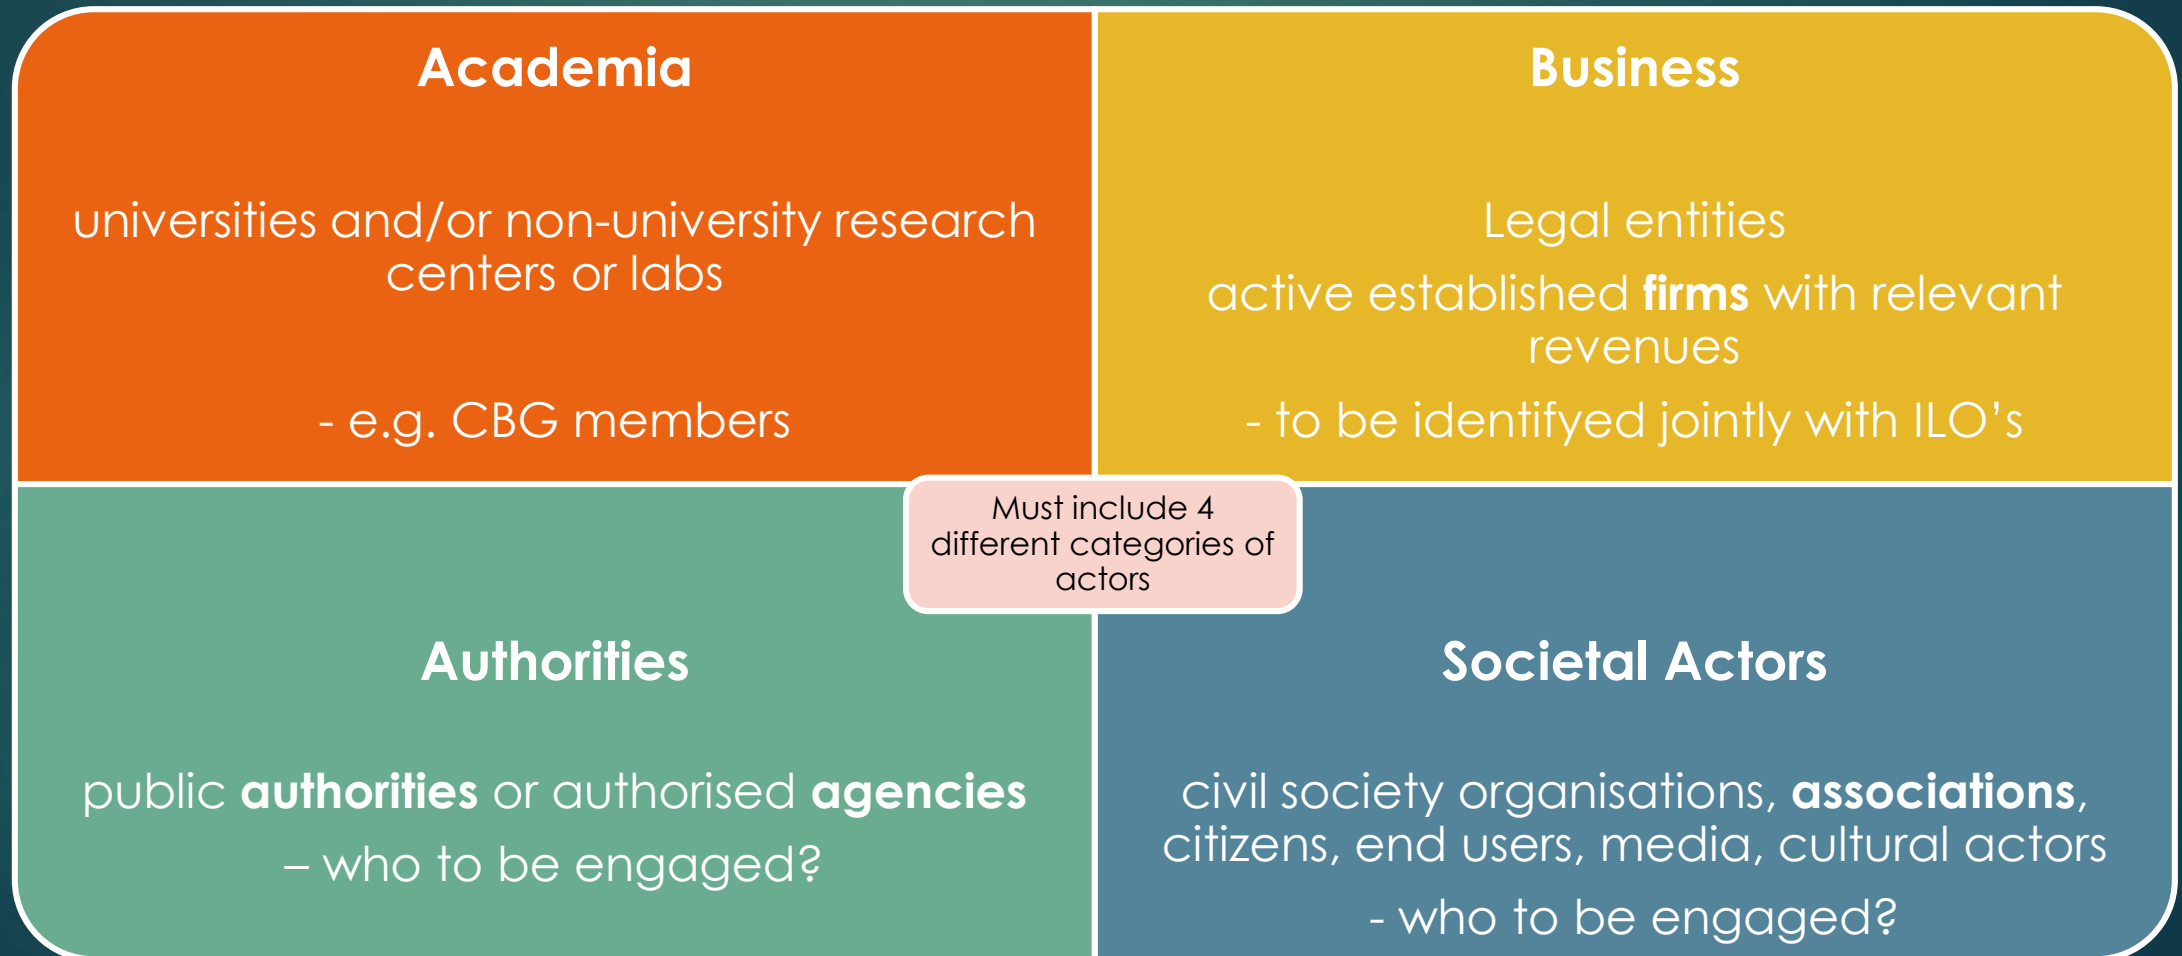 Academia
universities and/or non-university research
centers or labs
- e.g. CBG members
Business
Legal entities
active established firms with relevant
revenues
- to be identifyed jointly with ILO's
Must include 4
different categories of
actors
Authorities
public authorities or authorised agencies
– who to be engaged?
Societal Actors
civil society organisations, associations,
citizens, end users, media, cultural actors
- who to be engaged?